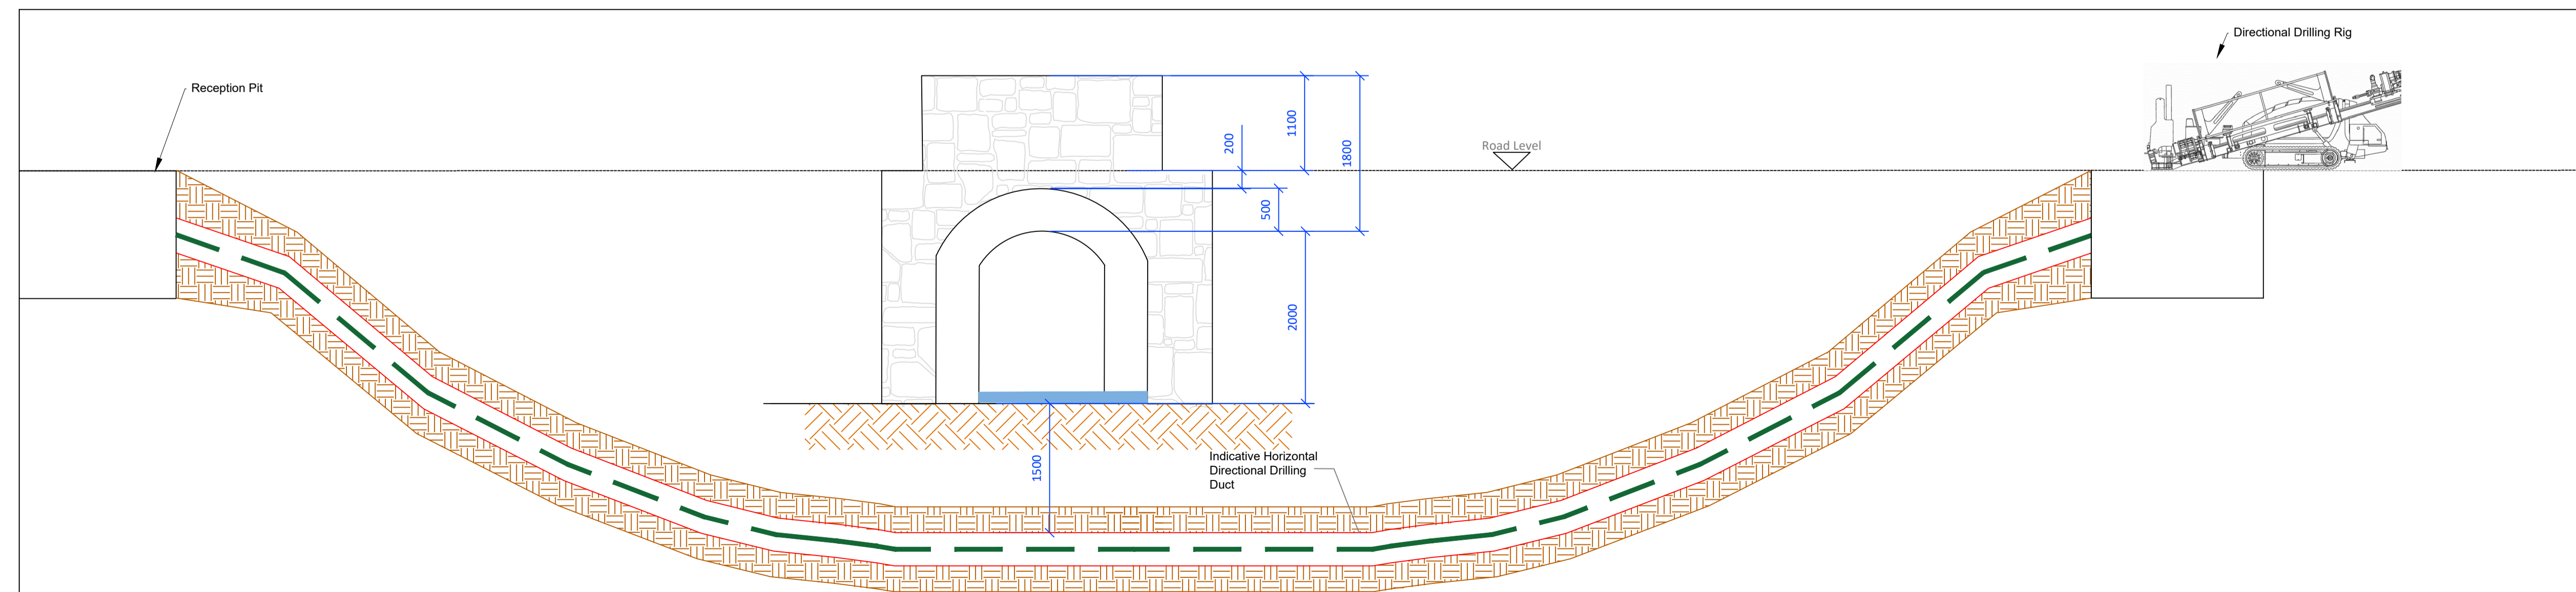 Directional Drilling Rig
Reception Pit
1100
200
Road Level
1800
500
2000
Indicative Horizontal
Directional Drilling
Duct
1500